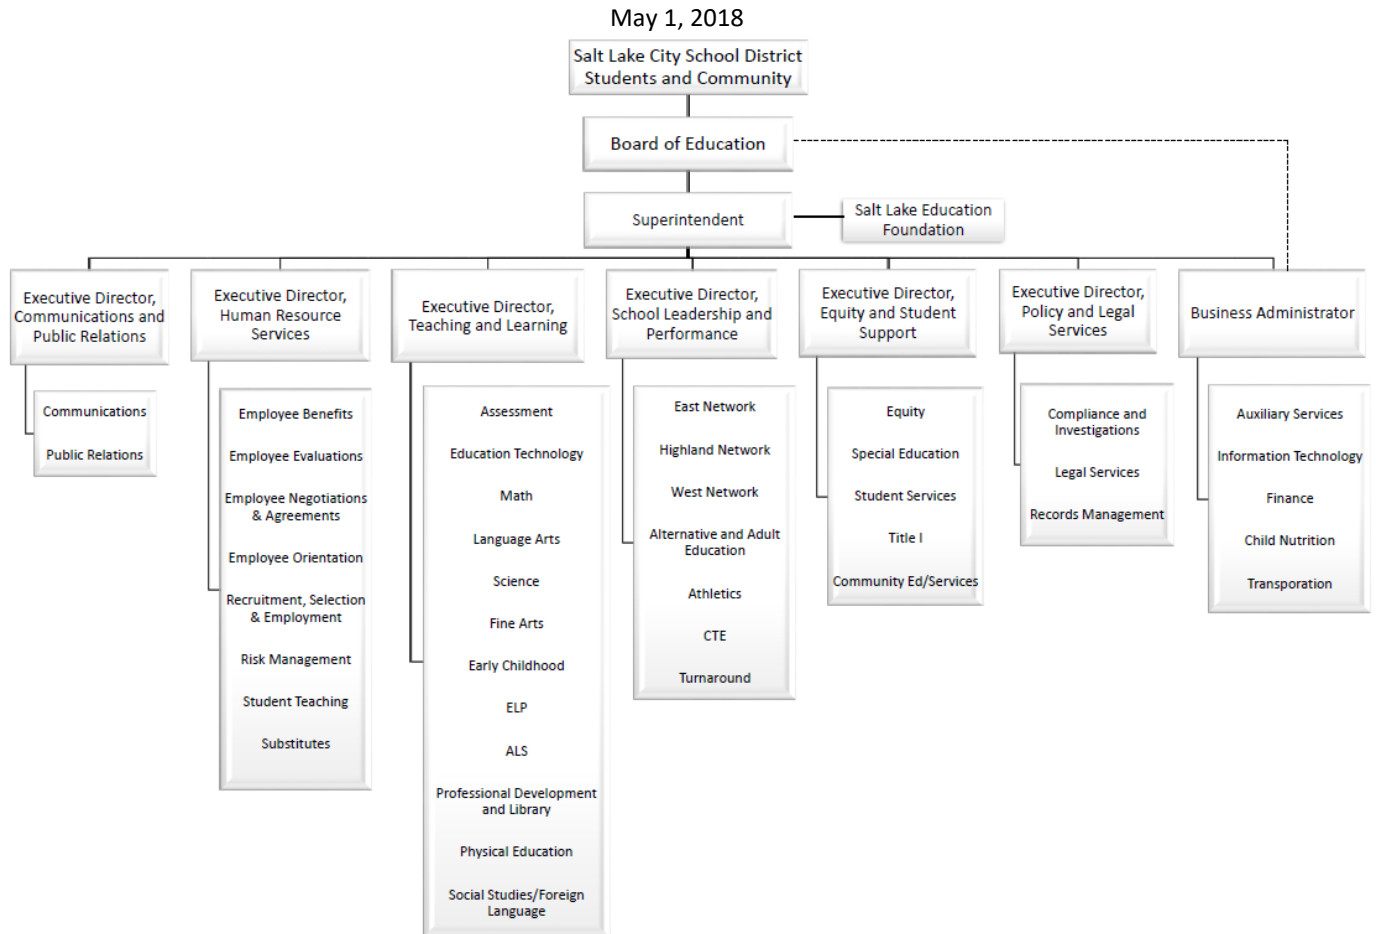 May 1, 2018
Salt Lake City School District
Students and Community
Board of Education
Superintendent
Salt Lake Education
Foundation
Executive Director,
Communications and
Public Relations
Executive Director,
Human Resource
Services
Executive Director,
Teaching and Learning
Executive Director,
School Leadership and
Performance
Executive Director,
Equity and Student
Support
Executive Director,
Policy and Legal
Services
Business Administrator
Communications
Public Relations
Employee Benefits
Employee Evaluations
Employee Negotiations
& Agreements
Employee Orientation
Recruitment, Selection
& Employment
Risk Management
Student Teaching
Substitutes
Assessment
Education Technology
Math
Language Arts
Science
Fine Arts
Early Childhood
ELP
ALS
Professional Development
and Library
Physical Education
Social Studies/Foreign
Language
East Network
Highland Network
West Network
Alternative and Adult
Education
Athletics
CTE
Turnaround
Equity
Special Education
Student Services
Title I
Community Ed/Services
Compliance and
Investigations
Legal Services
Records Management
Auxiliary Services
Information Technology
Finance
Child Nutrition
Transporation